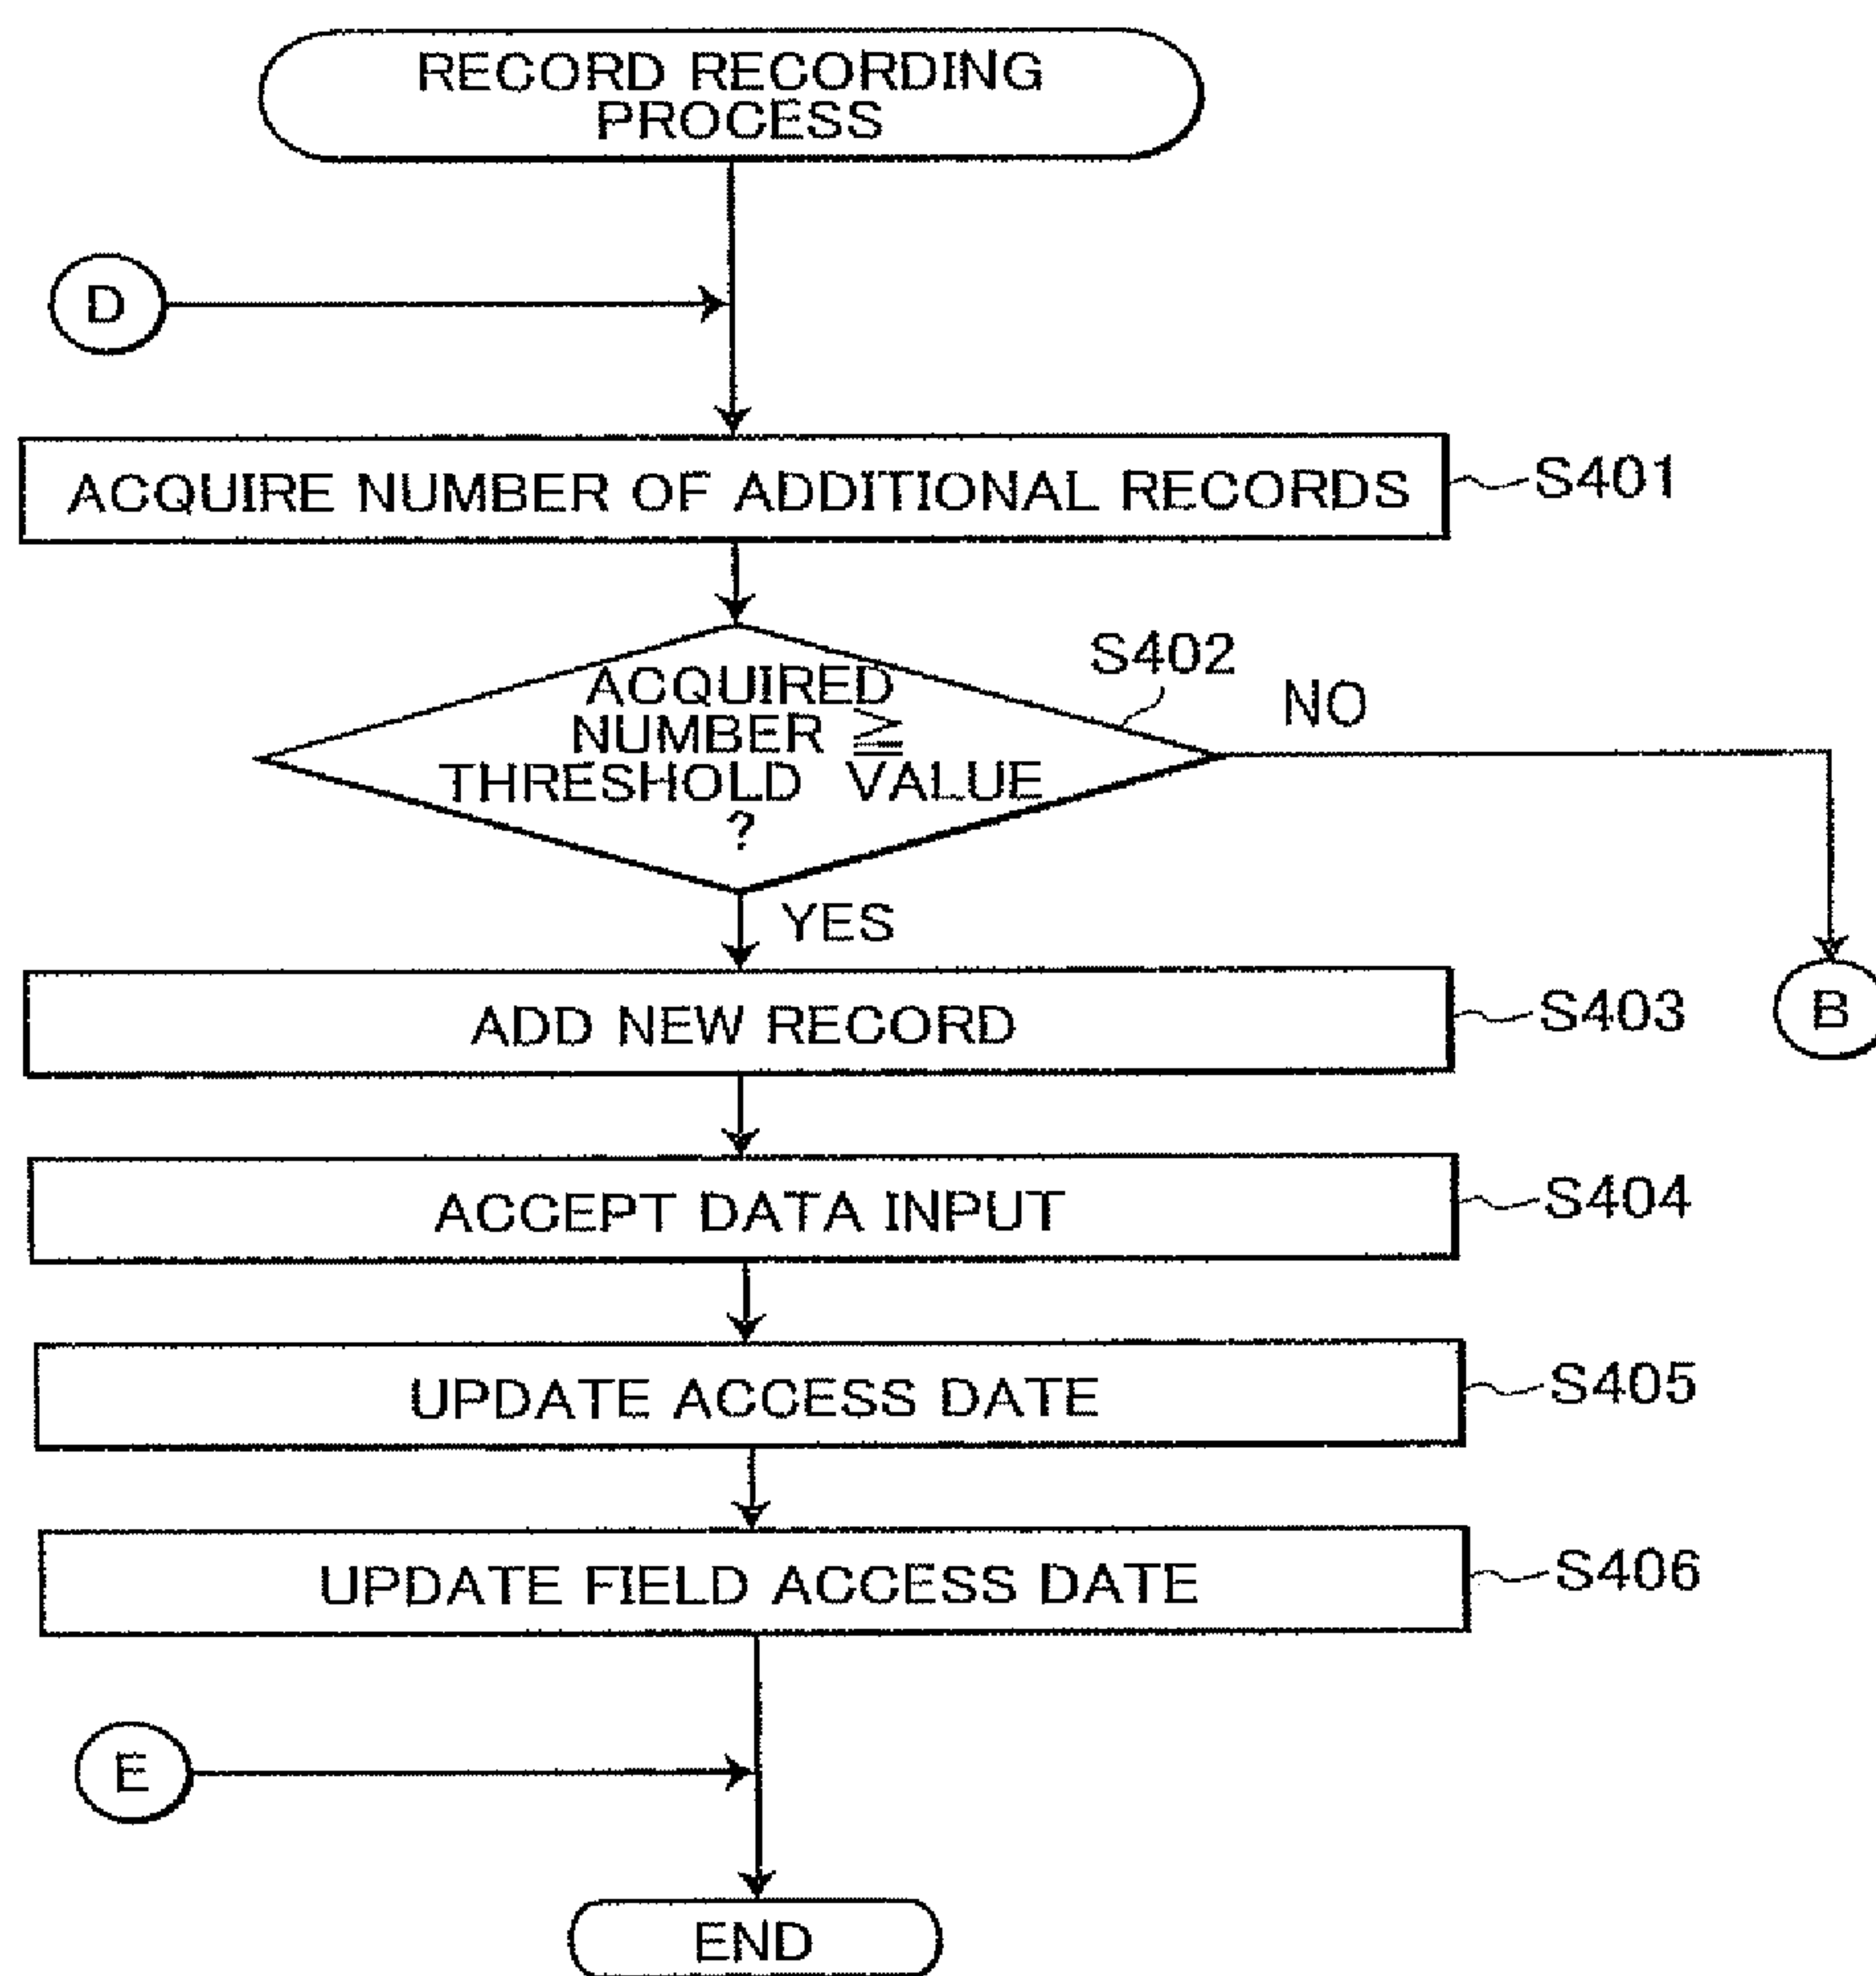 RECORD RECORDING
PROCESS
D
ACQUIRE NUMBER OF ADDITIONAL RECORDS
S401
S402
ACQUIRED
NUMBER ≧
THRESHOLD VALUE
?
NO
YES
ADD NEW RECORD
S403
B
ACCEPT DATA INPUT
S404
UPDATE ACCESS DATE
S405
UPDATE FIELD ACCESS DATE
S406
E
END